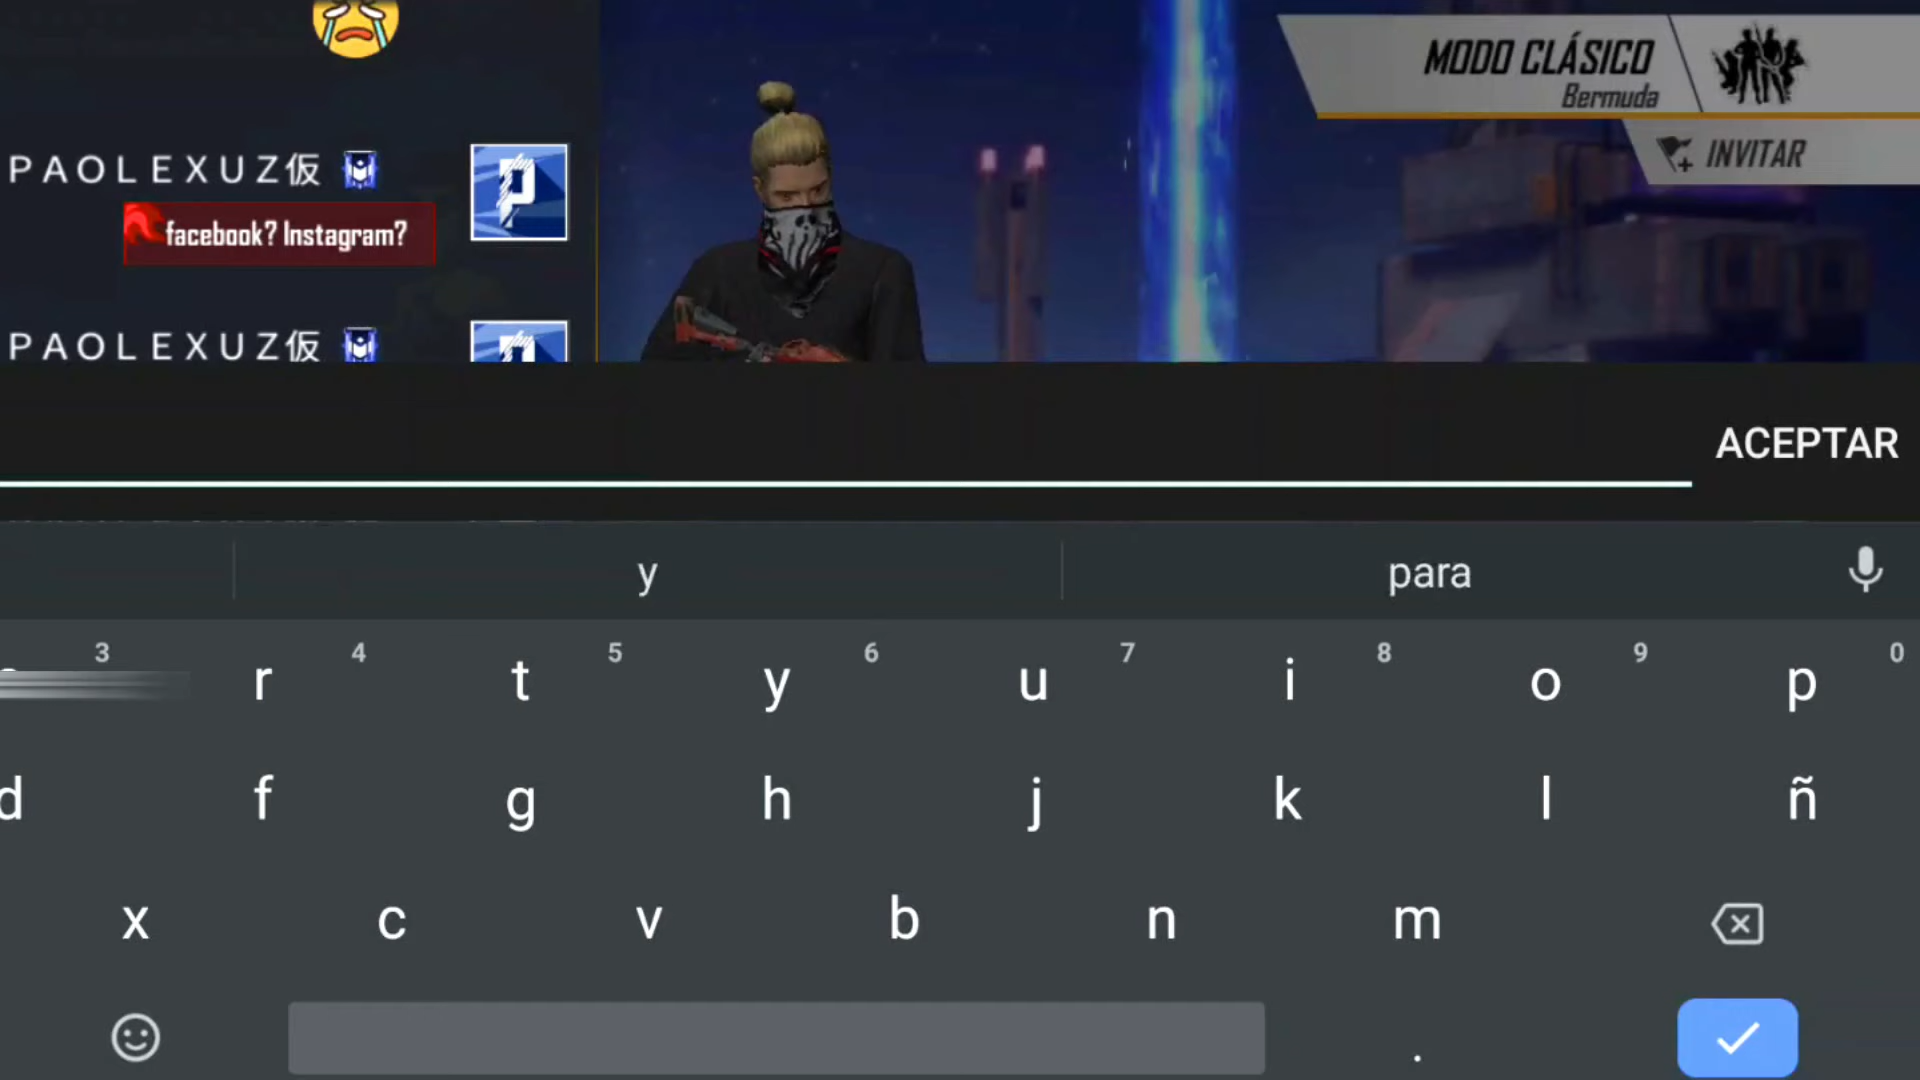 MODO CLÁSICO
Bermuda
INVITAR
PAOLEXUZ仮
P
facebook? Instagram?
PAOLEXUZ仮
ACEPTAR
y para
3 4 5 6 7 8 9 0
r t y u i o p
d f g h j k l ñ
x c v b n m
.